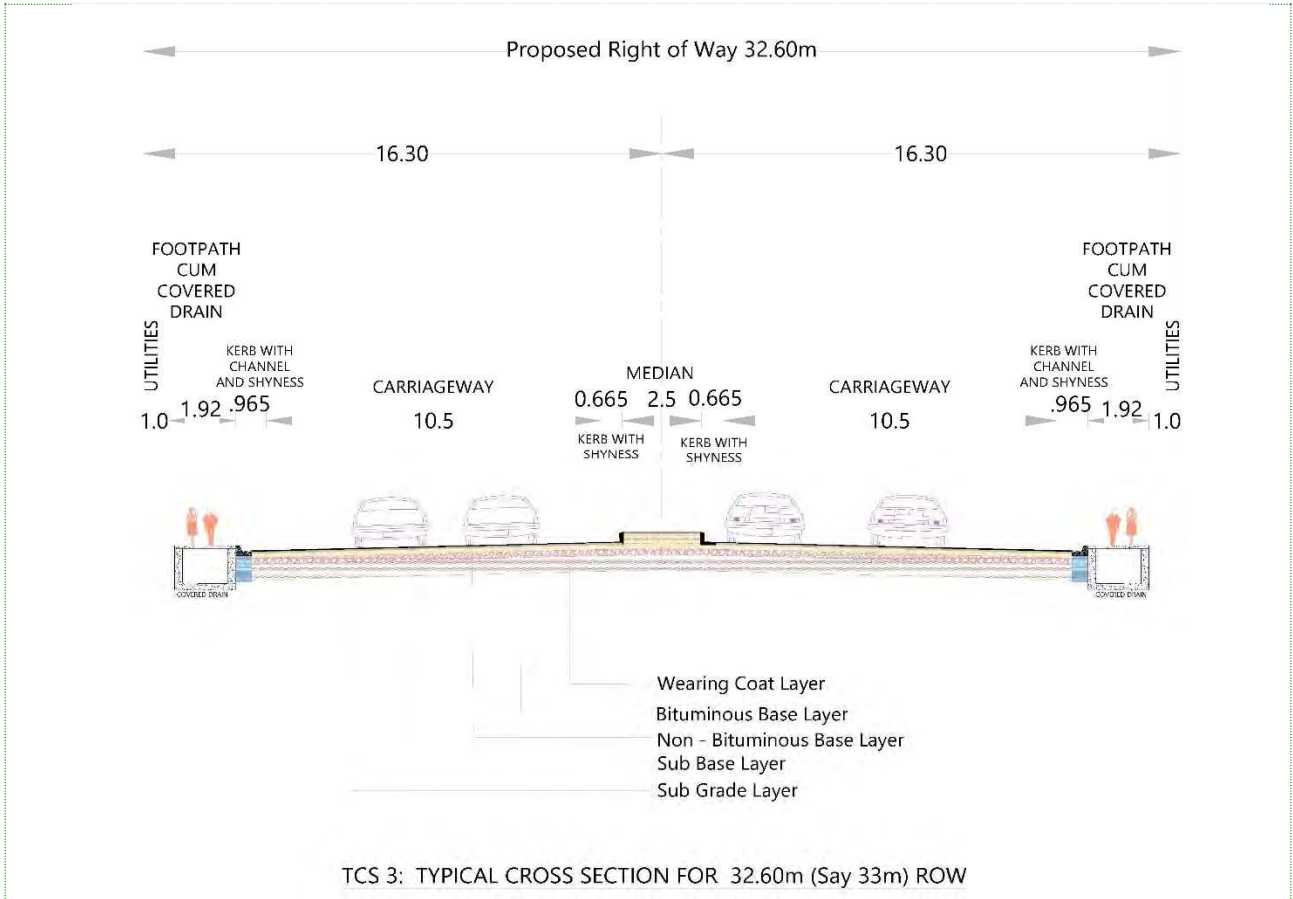 Proposed Right of Way 32.60m
16.30
16.30
FOOTPATH
CUM
COVERED
DRAIN
UTILITIES
KERB WITH
CHANNEL
AND SHYNESS
1.0
1.92
.965
CARRIAGEWAY
10.5
MEDIAN
0.665 2.5 0.665
KERB WITH
SHYNESS
KERB WITH
SHYNESS
CARRIAGEWAY
10.5
FOOTPATH
CUM
COVERED
DRAIN
KERB WITH
CHANNEL
AND SHYNESS
UTILITIES
.965
1.92
1.0
COVERED DRAIN
COVERED DRAIN
Wearing Coat Layer
Bituminous Base Layer
Non - Bituminous Base Layer
Sub Base Layer
Sub Grade Layer
TCS 3: TYPICAL CROSS SECTION FOR 32.60m (Say 33m) ROW